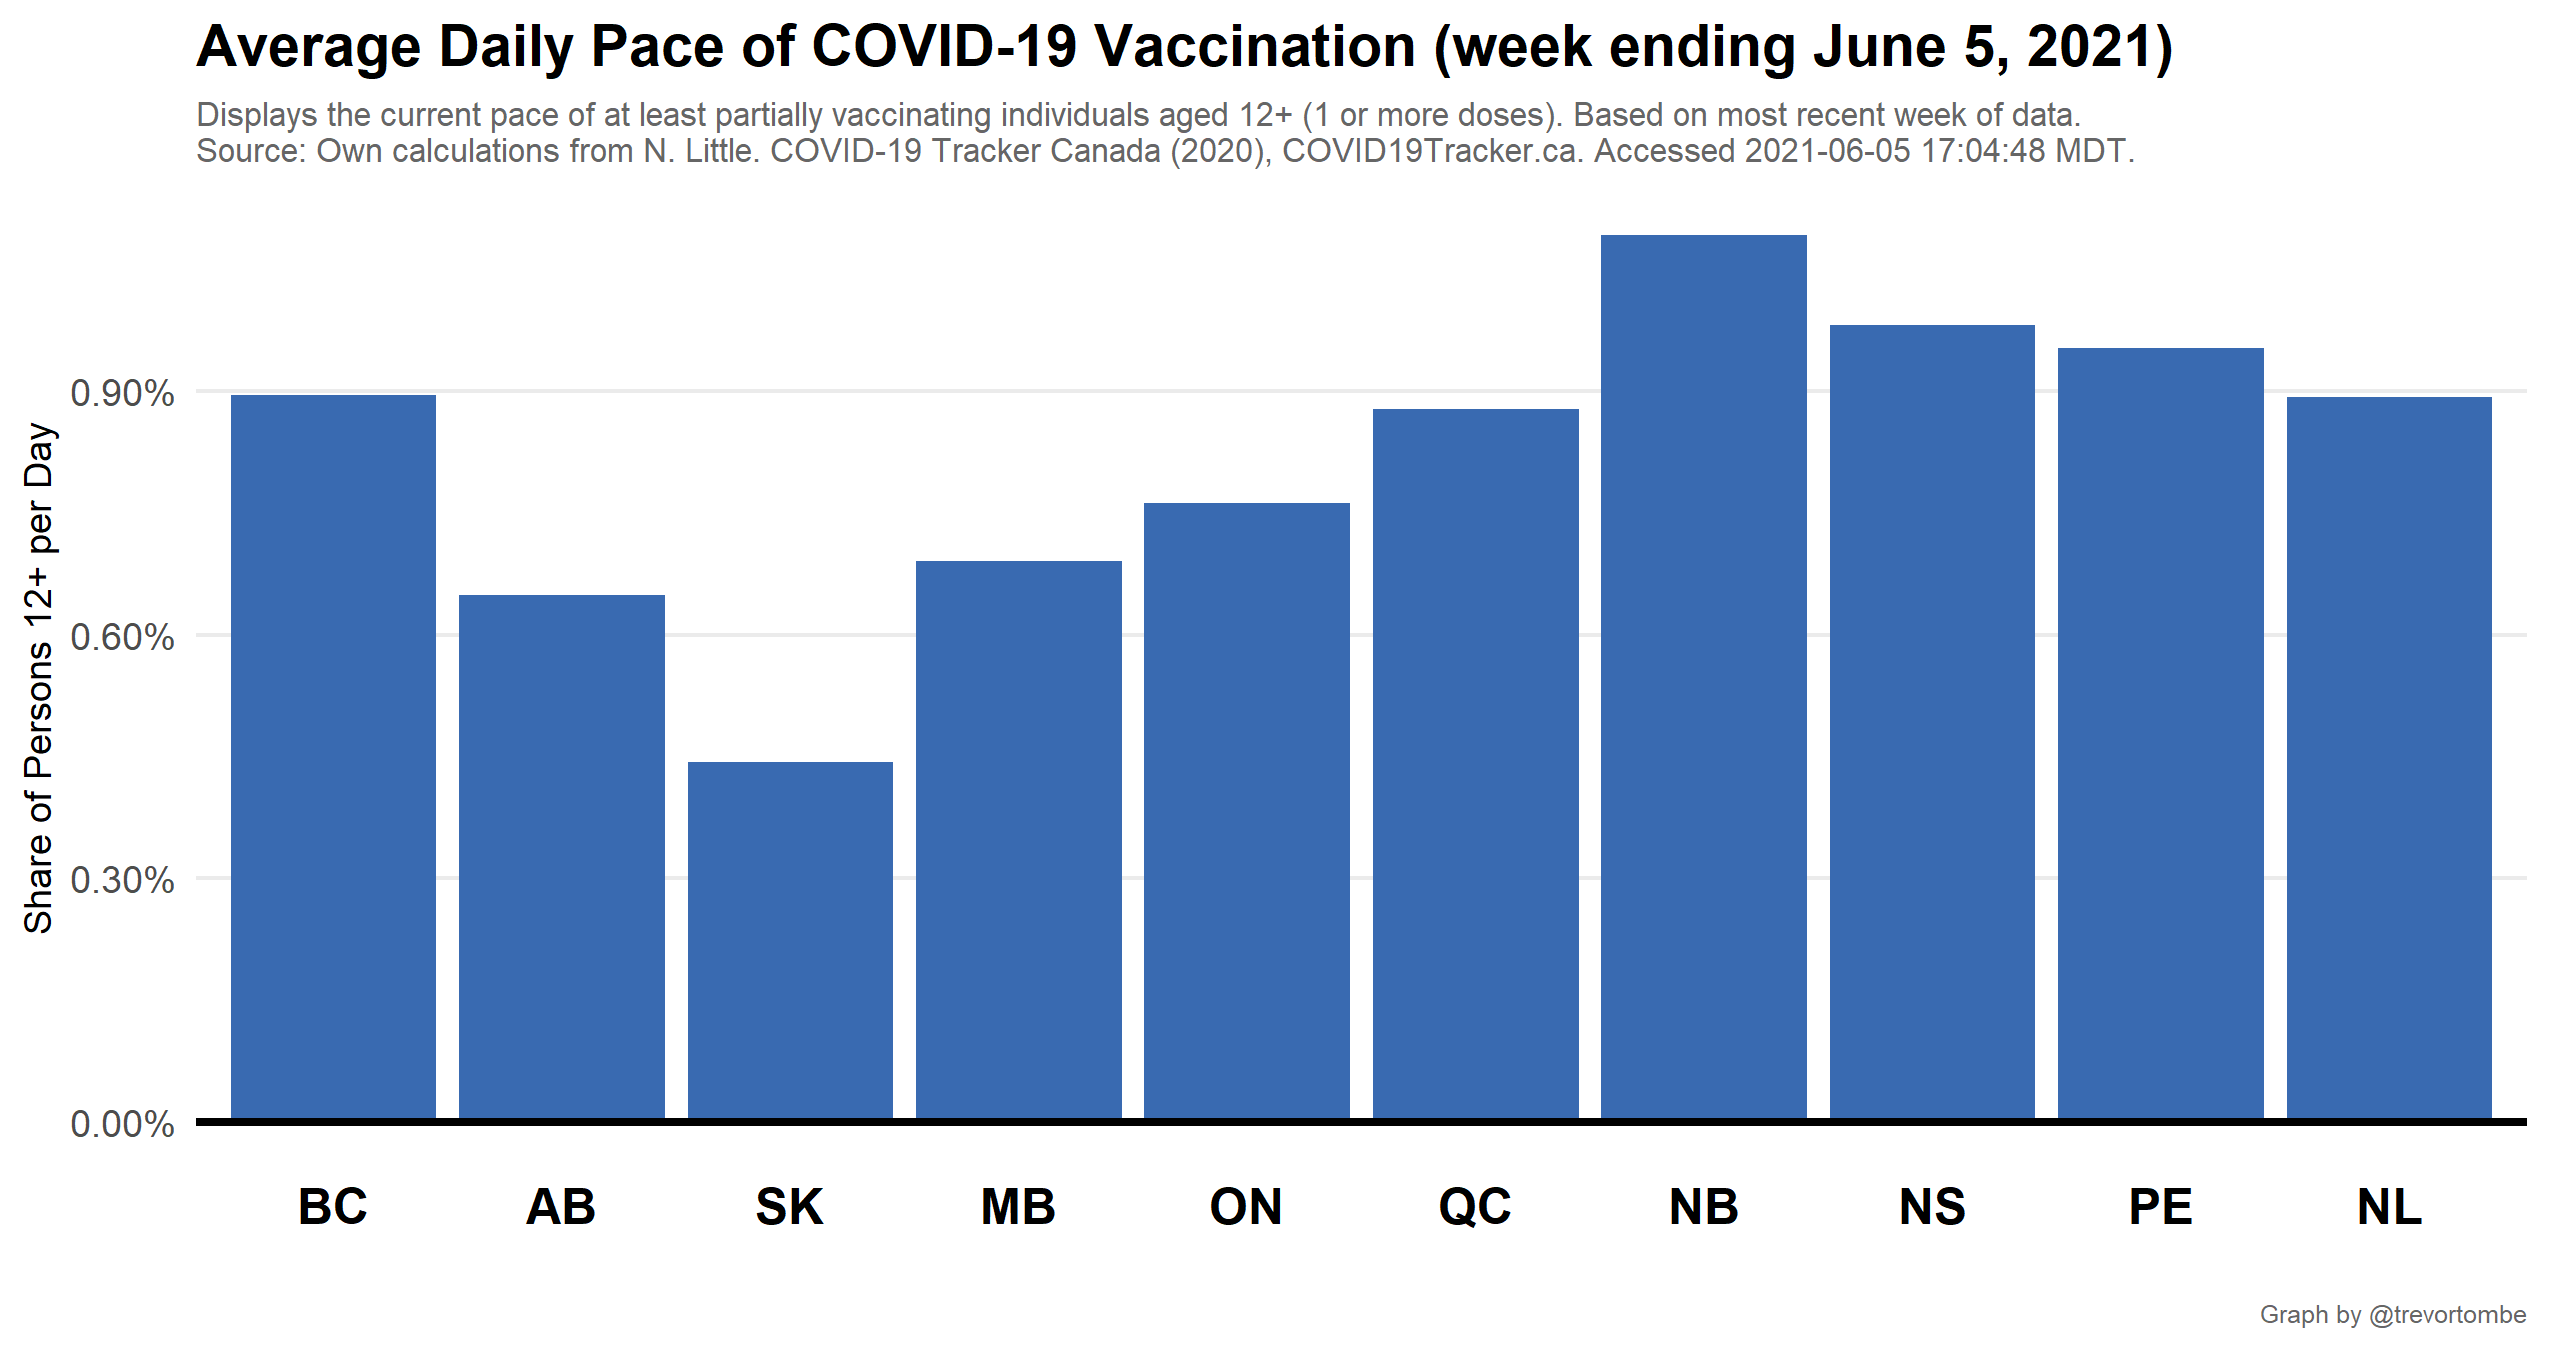 Average Daily Pace of COVID-19 Vaccination (week ending June 5, 2021)
Displays the current pace of at least partially vaccinating individuals aged 12+ (1 or more doses). Based on most recent week of data.
Source: Own calculations from N. Little. COVID-19 Tracker Canada (2020), COVID19Tracker.ca. Accessed 2021-06-05 17:04:48 MDT.
Share of Persons 12+ per Day
0.90%
0.60%
0.30%
0.00%
BC AB SK MB ON QC NB NS PE NL
Graph by @trevortombe